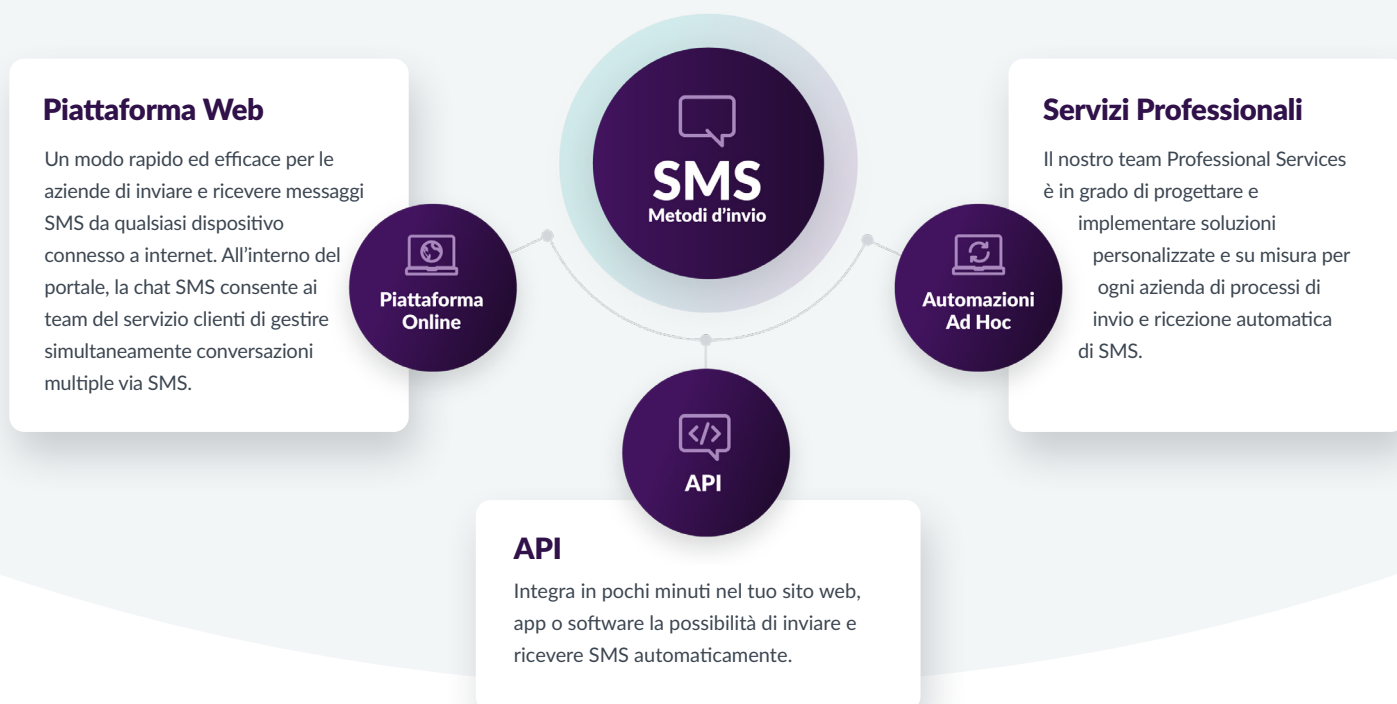 SMS
Metodi d'invio
Piattaforma Web
Un modo rapido ed efficace per le
aziende di inviare e ricevere messaggi
SMS da qualsiasi dispositivo
connesso a internet. All'interno del
portale, la chat SMS consente ai
team del servizio clienti di gestire
simultaneamente conversazioni
multiple via SMS.
Piattaforma
Online
Servizi Professionali
Il nostro team Professional Services
è in grado di progettare e
implementare soluzioni
personalizzate e su misura per
ogni azienda di processi di
invio e ricezione automatica
di SMS.
Automazioni
Ad Hoc
API
API
Integra in pochi minuti nel tuo sito web,
app o software la possibilità di inviare e
ricevere SMS automaticamente.